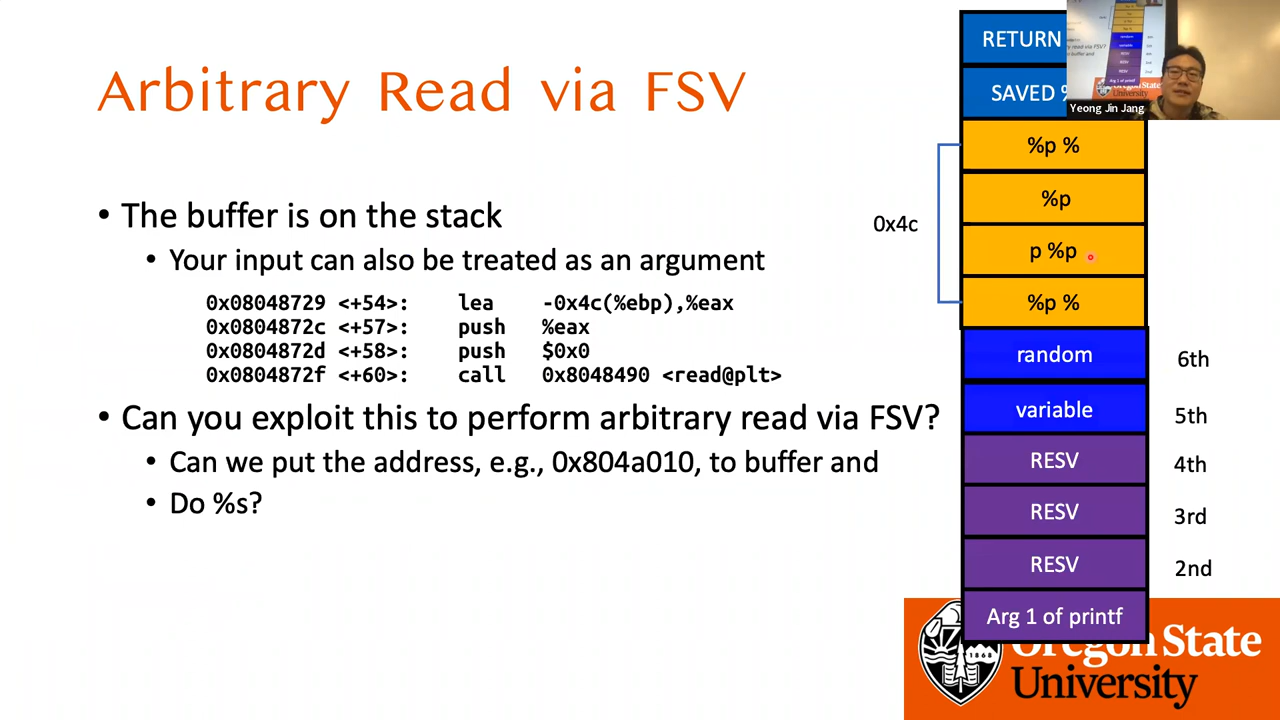 Arbitrary Read via FSV
• The buffer is on the stack
• Your input can also be treated as an argument
0x08048729 <+54>: lea -0x4c(%ebp),%eax
0x0804872c <+57>: push %eax
0x0804872d <+58>: push $0x0
0x0804872f <+60>: call 0x8048490 <read@plt>
• Can you exploit this to perform arbitrary read via FSV?
• Can we put the address, e.g., 0x804a010, to buffer and
• Do %s?
RETURN
SAVED %
Yeong Jin Jang
%p %
%p
0x4c
p %p
%p %
random 6th
variable 5th
RESV 4th
RESV 3rd
RESV 2nd
Arg 1 of printf
Oregon State
University